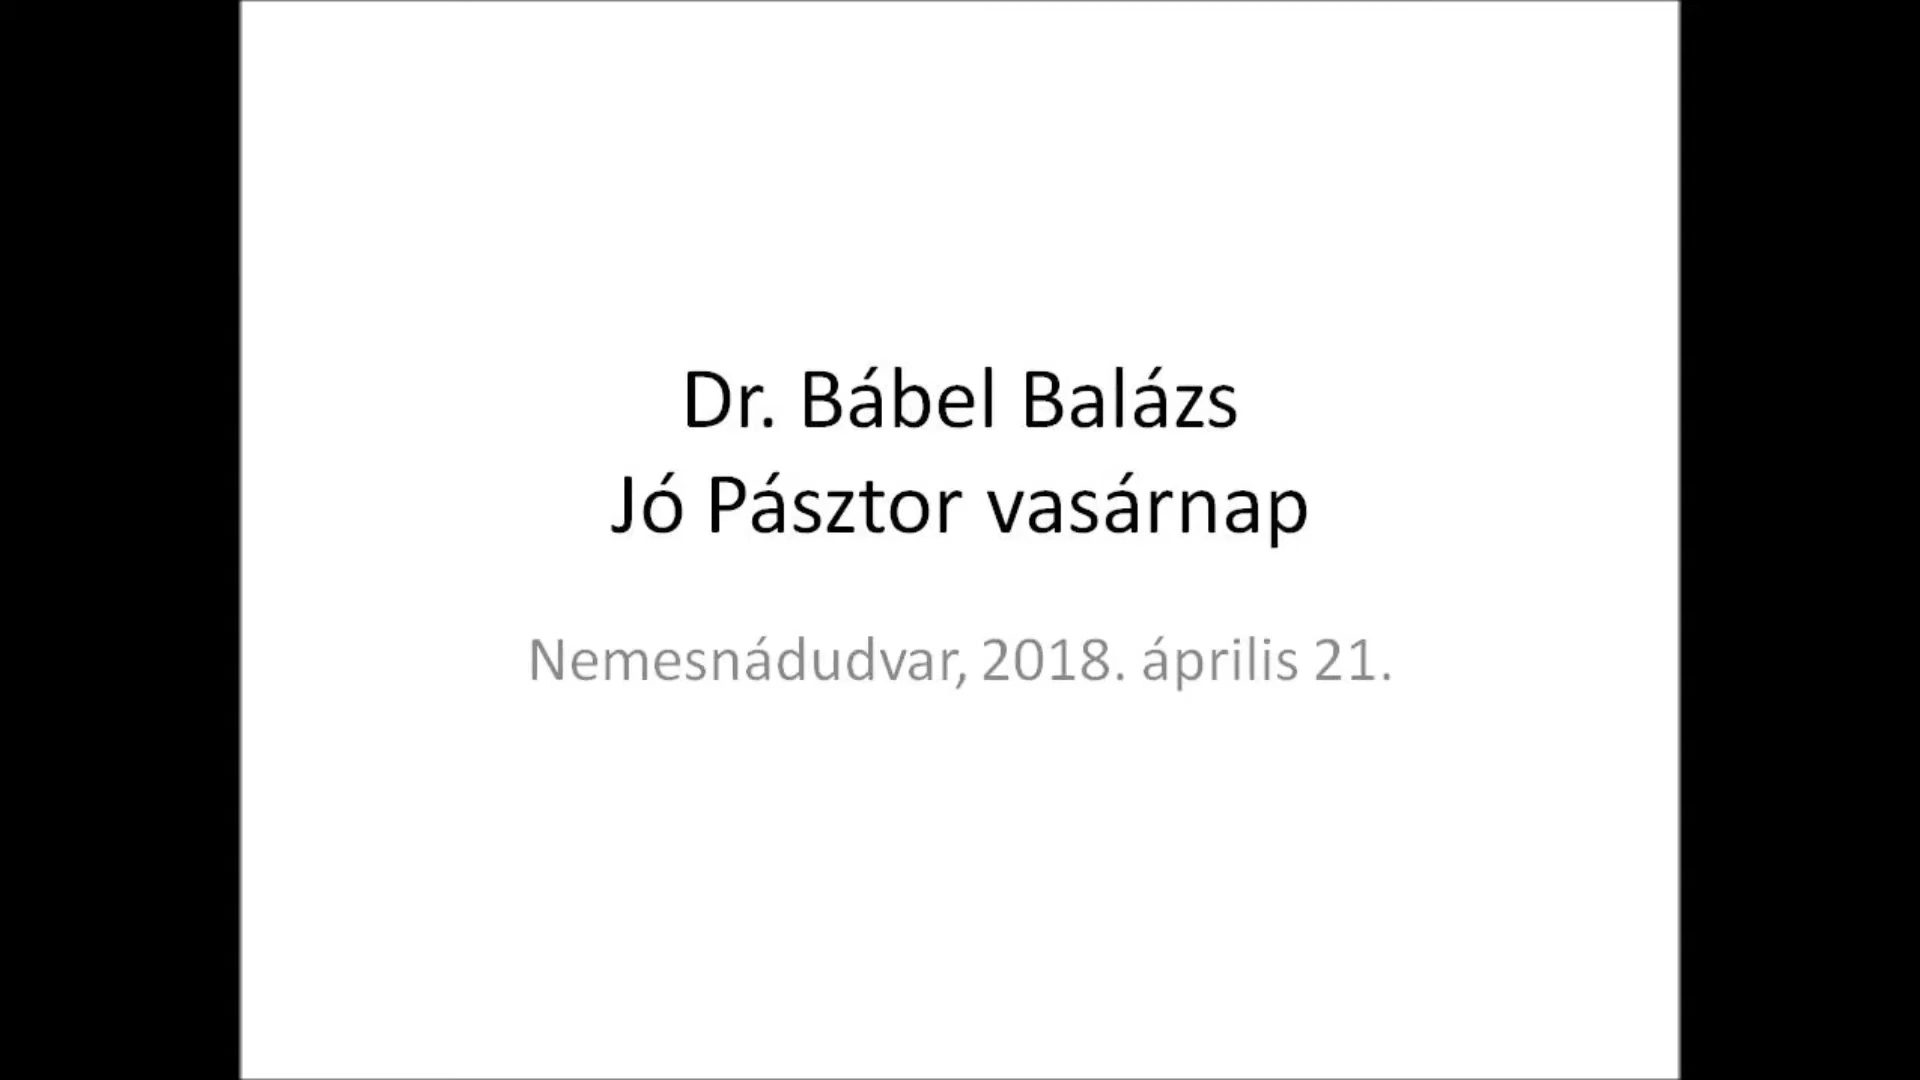 Dr. Bábel Balázs
Jó Pásztor vasárnap
Nemesnádudvar, 2018. április 21.